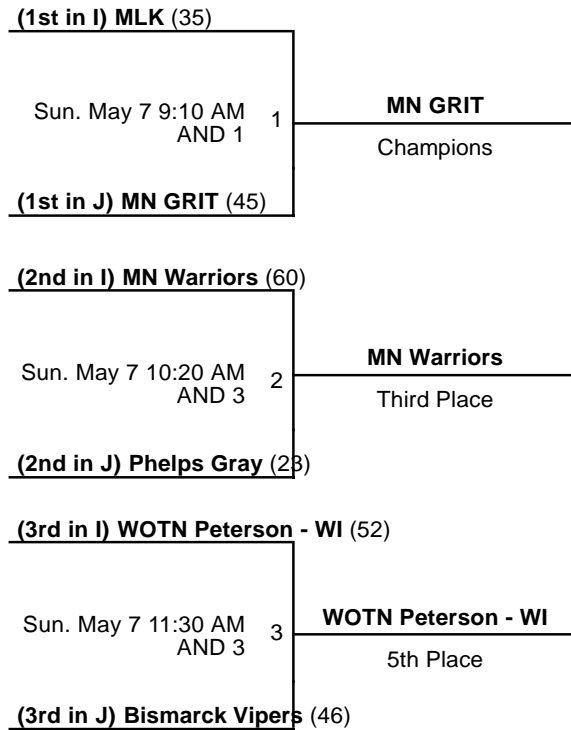 (1st in I) MLK (35)
Sun. May 7 9:10 AM
AND 1
1
MN GRIT
Champions
(1st in J) MN GRIT (45)
(2nd in I) MN Warriors (60)
Sun. May 7 10:20 AM
AND 3
2
MN Warriors
Third Place
(2nd in J) Phelps Gray (23)
(3rd in I) WOTN Peterson - WI (52)
Sun. May 7 11:30 AM
AND 3
3
WOTN Peterson - WI
5th Place
(3rd in J) Bismarck Vipers (46)